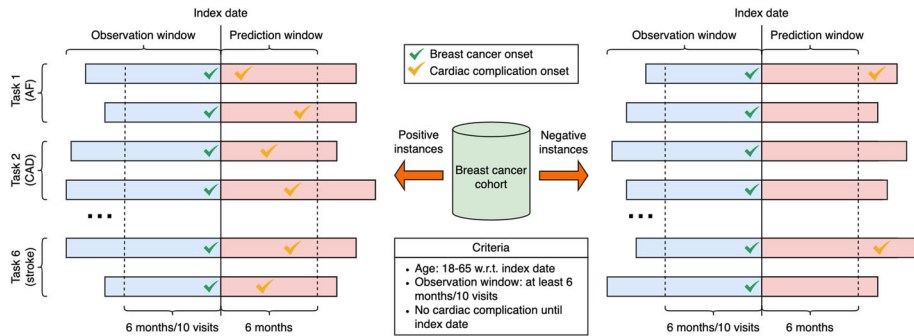 Index date
Observation window
Prediction window
Task 1
(AF)
Task 2
(CAD)
...
Task 6
(stroke)
6 months/10 visits
6 months
Breast cancer onset
Cardiac complication onset
Positive
instances
Breast cancer
cohort
Negative
instances
Criteria
• Age: 18-65 w.r.t. index date
• Observation window: at least 6
months/10 visits
• No cardiac complication until
index date
Index date
Observation window
Prediction window
...
6 months/10 visits
6 months